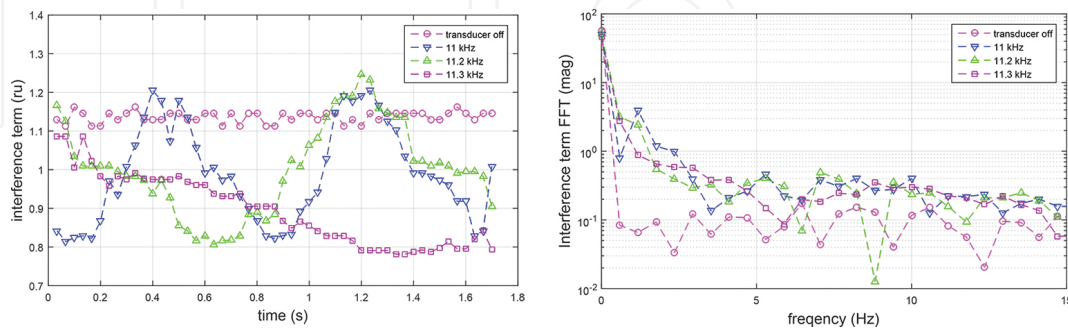 1.4
1.3
1.2
1.1
1
0.9
0.8
0.7
0 0.2 0.4 0.6 0.8 1 1.2 1.4 1.6 1.8
interference term (ru)
time (s)
transducer off
11 kHz
11.2 kHz
11.3 kHz
10^2
10^1
10^0
10^-1
10^-2
0 5 10 15
Interference term FFT (mag)
freqency (Hz)
transducer off
11 kHz
11.2 kHz
11.3 kHz